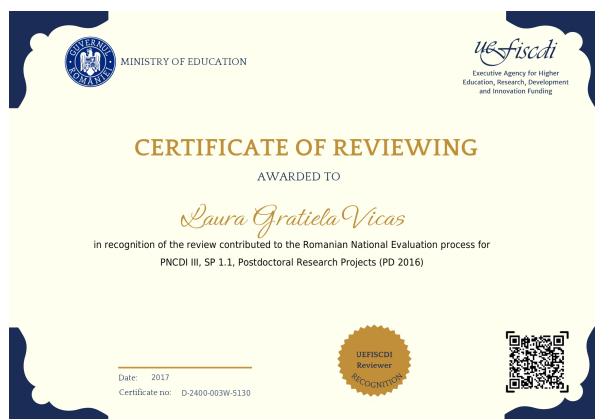 GUVERNUL ROMÂNIEI
MINISTRY OF EDUCATION
uefiscdi
Executive Agency for Higher
Education, Research, Development
and Innovation Funding
CERTIFICATE OF REVIEWING
AWARDED TO
Laura Gratiela Vicas
in recognition of the review contributed to the Romanian National Evaluation process for
PNCDI III, SP 1.1, Postdoctoral Research Projects (PD 2016)
UEFISCDI
Reviewer
RECOGNITION
Date: 2017
Certificate no: D-2400-003W-5130